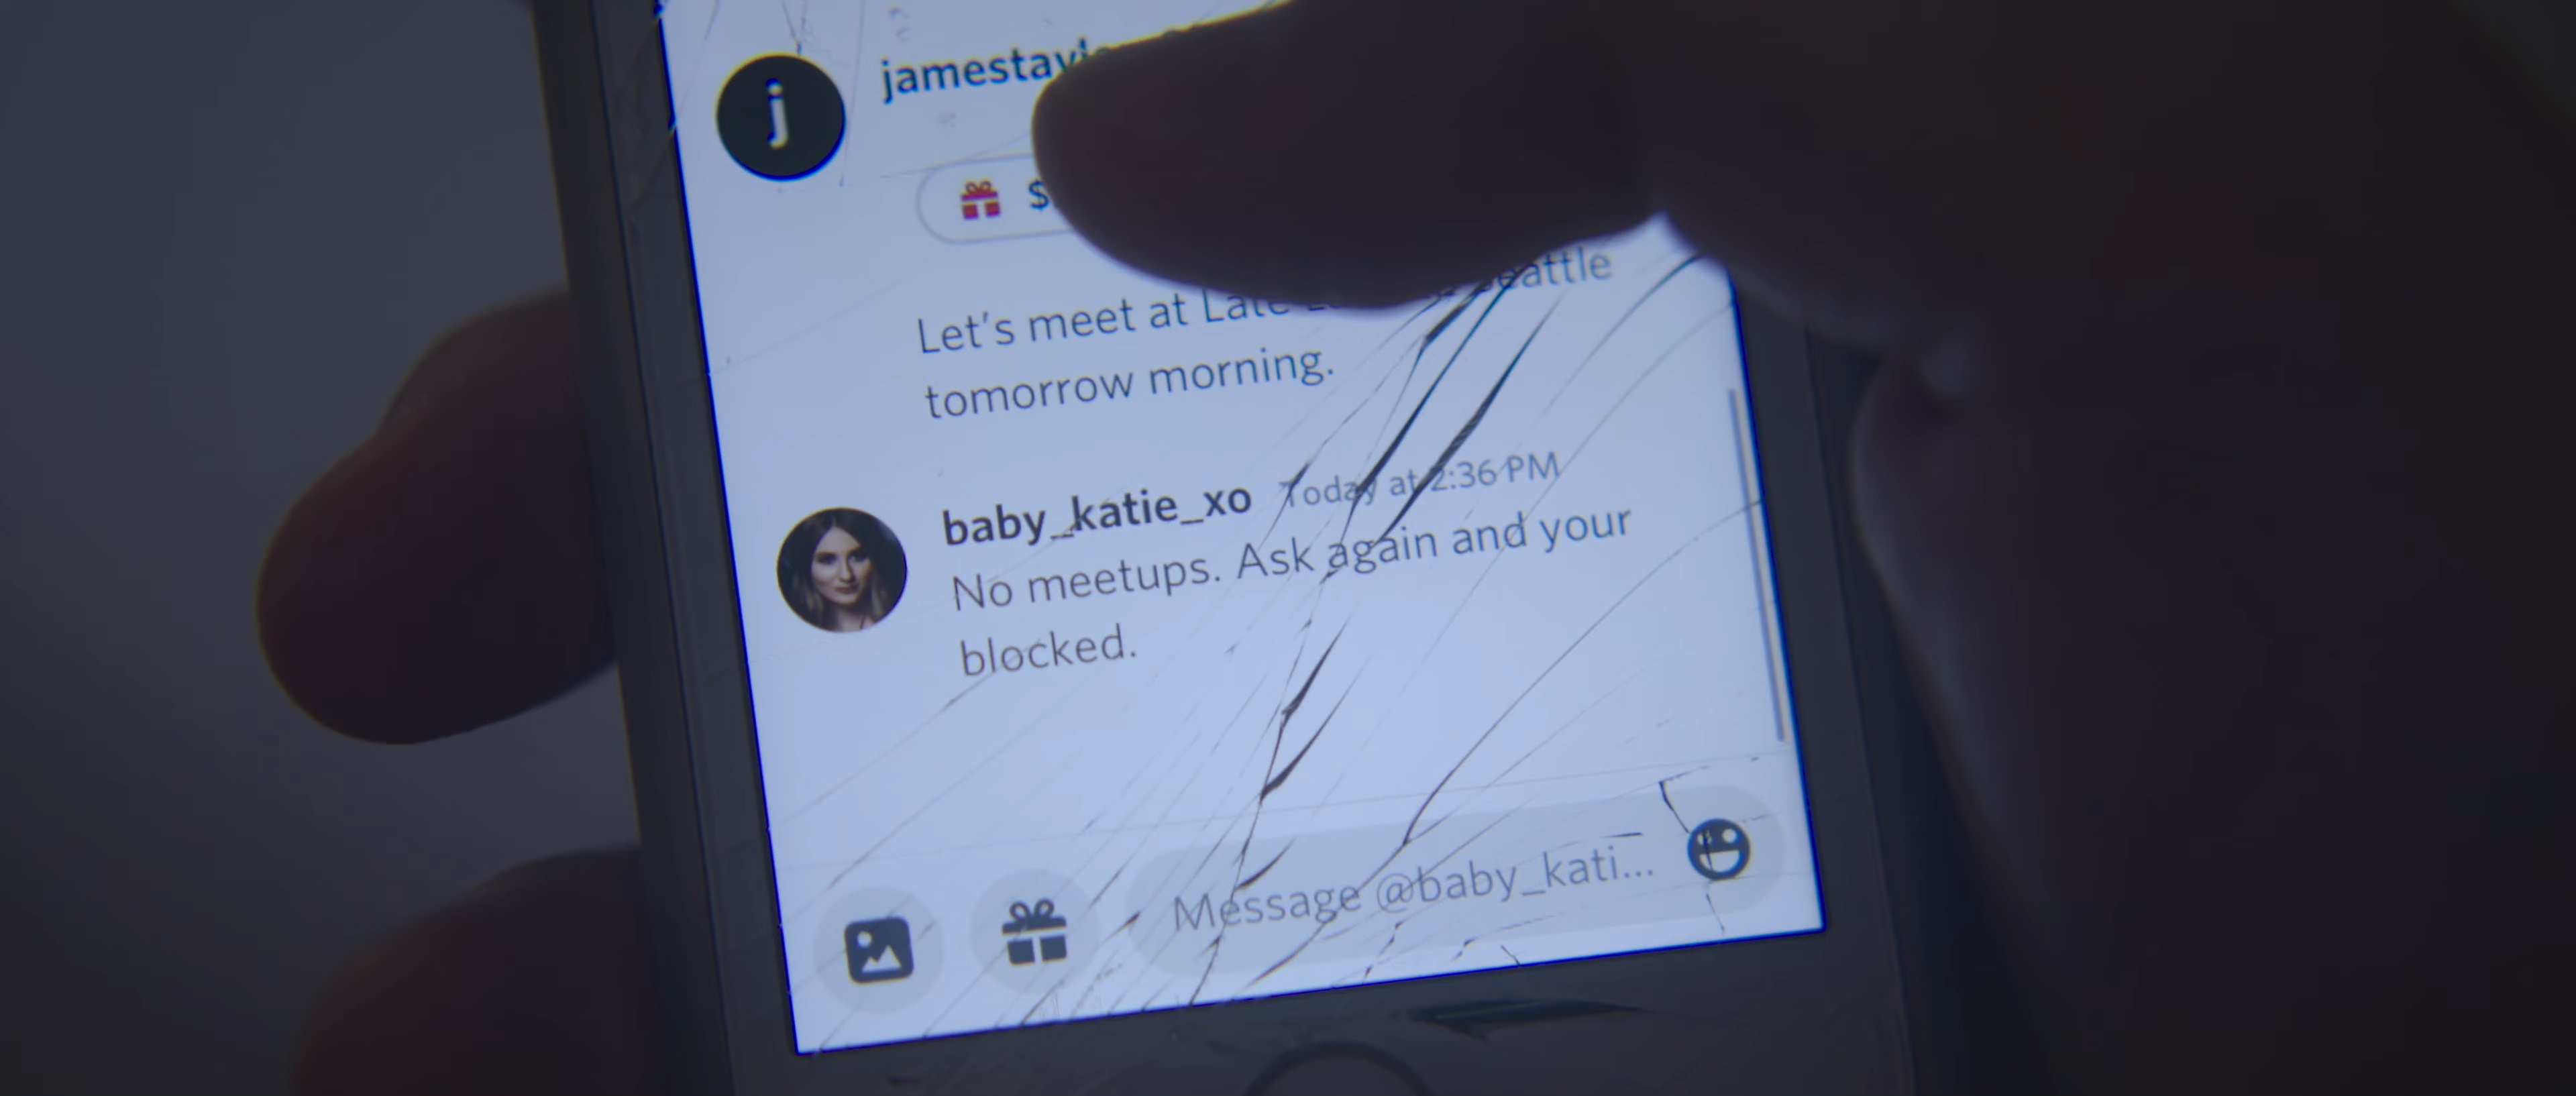 j
$
Let's meet at
tomorrow morning.
baby_katie_xo Today at 2:36 PM
No meetups. Ask again and your
blocked.
Message @baby_kati...